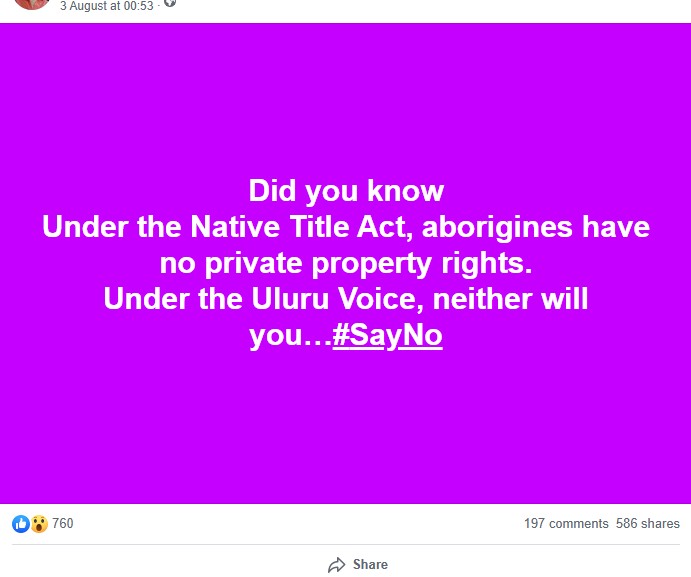 3 August at 00:53 ·
Did you know
Under the Native Title Act, aborigines have
no private property rights.
Under the Uluru Voice, neither will
you...#SayNo
760
197 comments 586 shares
Share